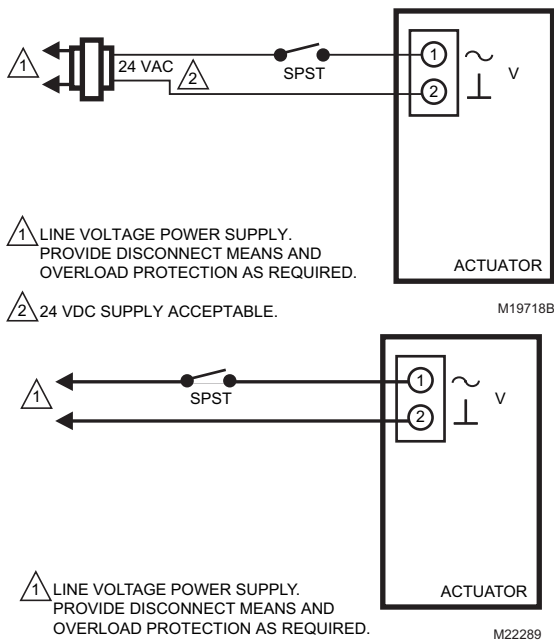 1
24 VAC
2
SPST
1
2
∼
⊥
V
ACTUATOR
1 LINE VOLTAGE POWER SUPPLY.
PROVIDE DISCONNECT MEANS AND
OVERLOAD PROTECTION AS REQUIRED.
2 24 VDC SUPPLY ACCEPTABLE.
M19718B
1
SPST
1
2
∼
⊥
V
ACTUATOR
1 LINE VOLTAGE POWER SUPPLY.
PROVIDE DISCONNECT MEANS AND
OVERLOAD PROTECTION AS REQUIRED.
M22289